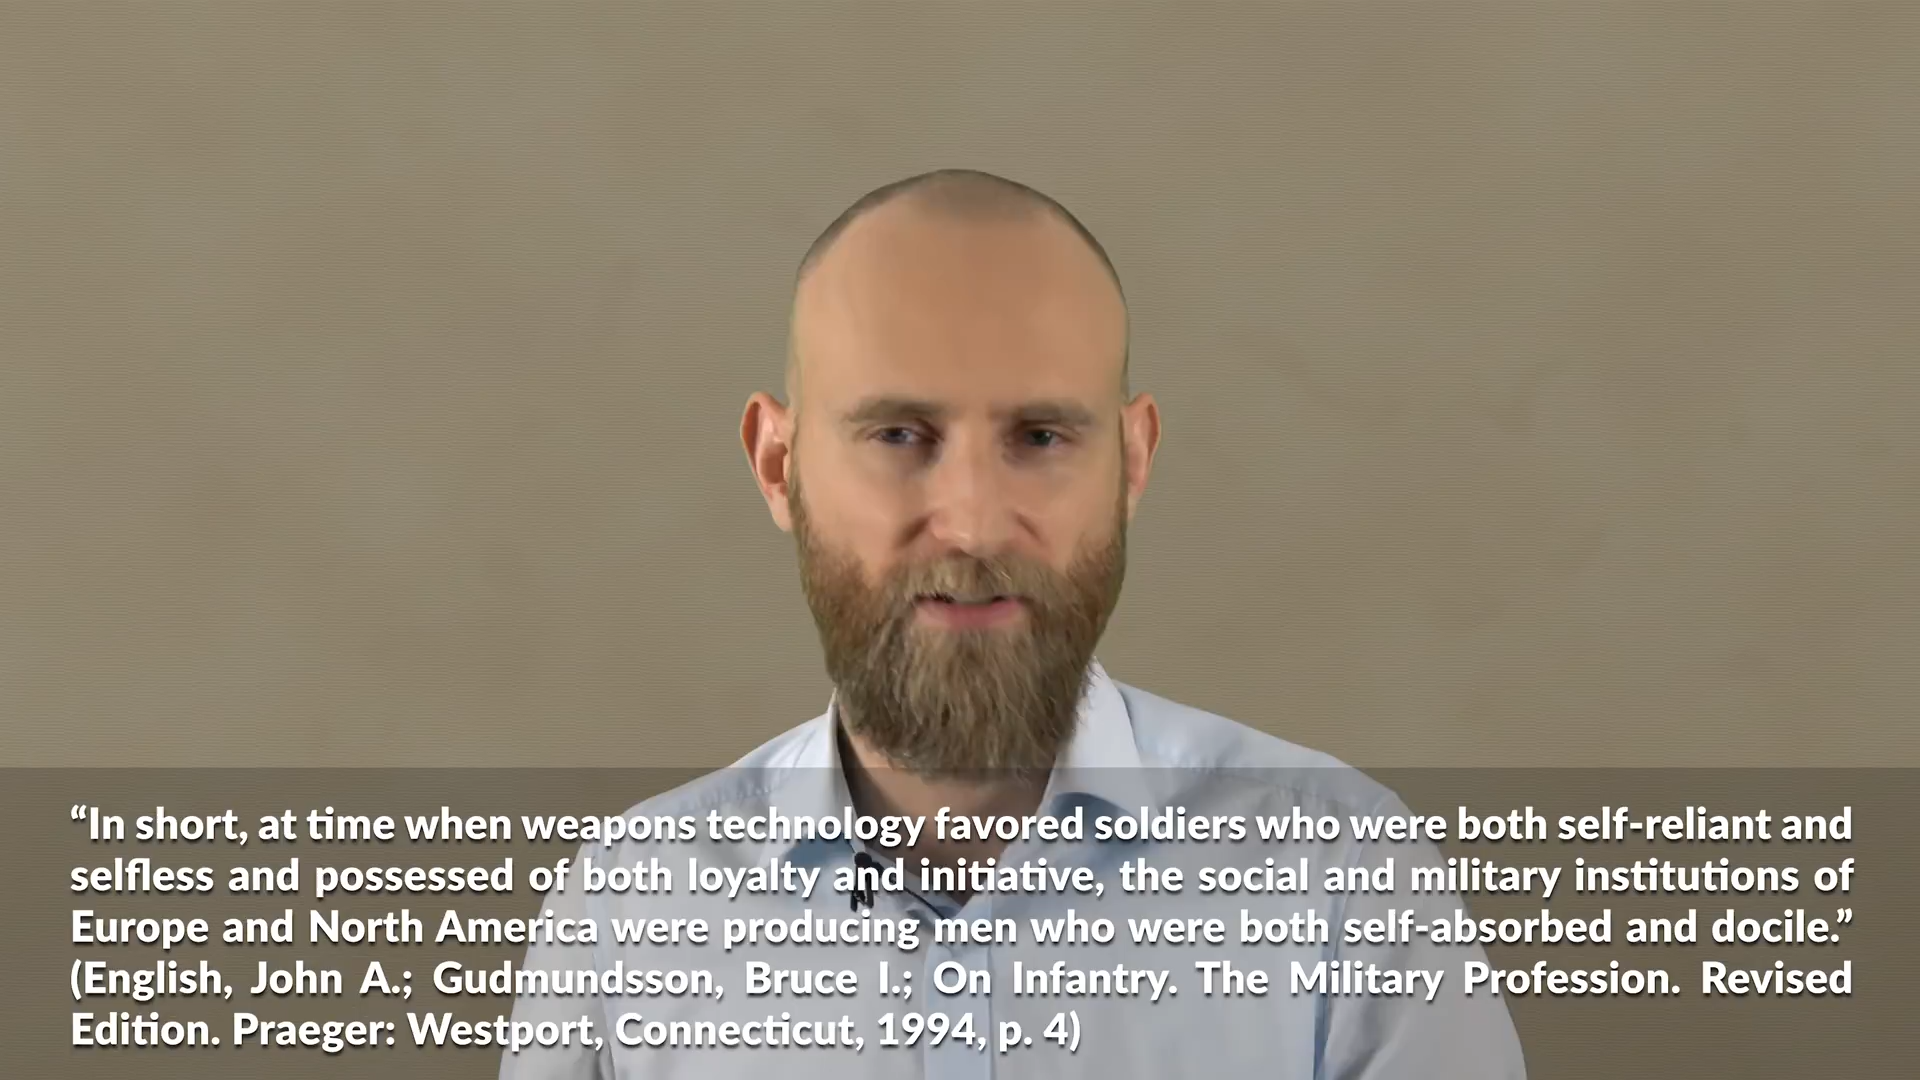 “In short, at time when weapons technology favored soldiers who were both self-reliant and
selfless and possessed of both loyalty and initiative, the social and military institutions of
Europe and North America were producing men who were both self-absorbed and docile.”
(English, John A.; Gudmundsson, Bruce I.; On Infantry. The Military Profession. Revised
Edition. Praeger: Westport, Connecticut, 1994, p. 4)